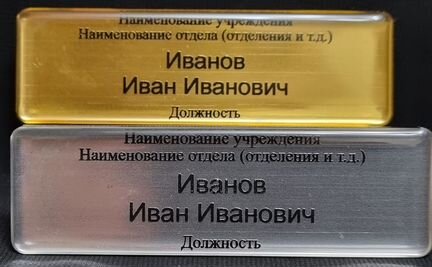 Наименование учреждения
Наименование отдела (отделения и т.д.)
Иванов
Иван Иванович
Должность
Наименование учреждения
Наименование отдела (отделения и т.д.)
Иванов
Иван Иванович
Должность